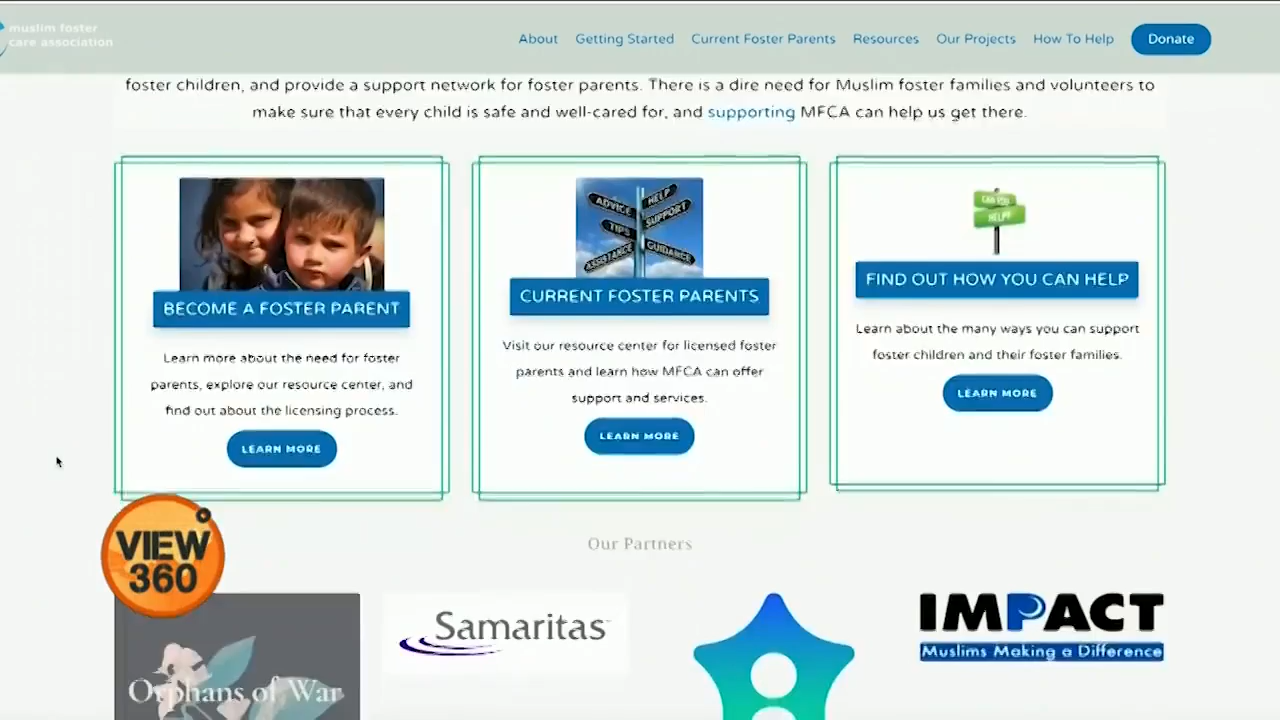 muslim foster
care association
About Getting Started Current Foster Parents Resources Our Projects How To Help Donate
foster children, and provide a support network for foster parents. There is a dire need for Muslim foster families and volunteers to
make sure that every child is safe and well-cared for, and supporting MFCA can help us get there.
ADVICE
HELP
SUPPORT
TIPS
ASSISTANCE
GUIDANCE
CAN YOU
HELP?
BECOME A FOSTER PARENT
CURRENT FOSTER PARENTS
FIND OUT HOW YOU CAN HELP
Learn more about the need for foster
parents, explore our resource center, and
find out about the licensing process.
LEARN MORE
Visit our resource center for licensed foster
parents and learn how MFCA can offer
support and services.
LEARN MORE
Learn about the many ways you can support
foster children and their foster families.
LEARN MORE
VIEW
360
Our Partners
Orphans of War
Samaritas
IMPACT
Muslims Making a Difference